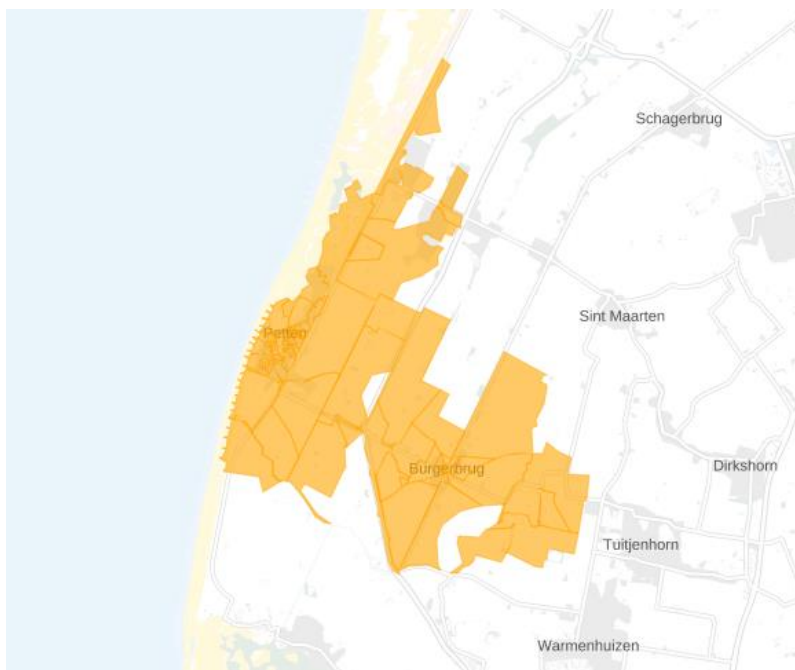 Schagerbrug
Sint Maarten
Petten
Burgerbrug
Dirkshorn
Tuitjenhorn
Warmenhuizen